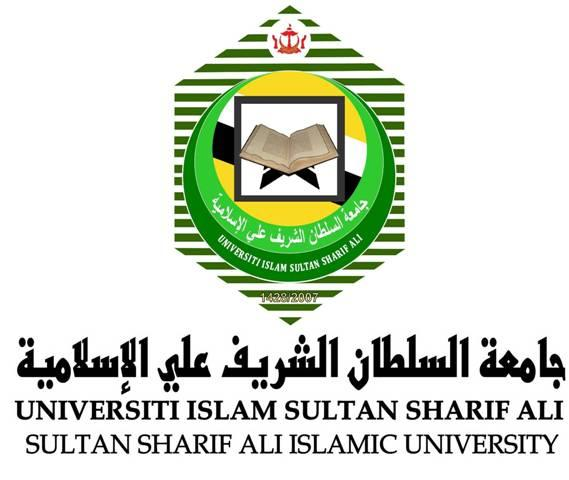 جامعة السلطان الشريف علي الإسلامية
UNIVERSITI ISLAM SULTAN SHARIF ALI
1428/2007
جامعة السلطان الشريف علي الإسلامية
UNIVERSITI ISLAM SULTAN SHARIF ALI
SULTAN SHARIF ALI ISLAMIC UNIVERSITY